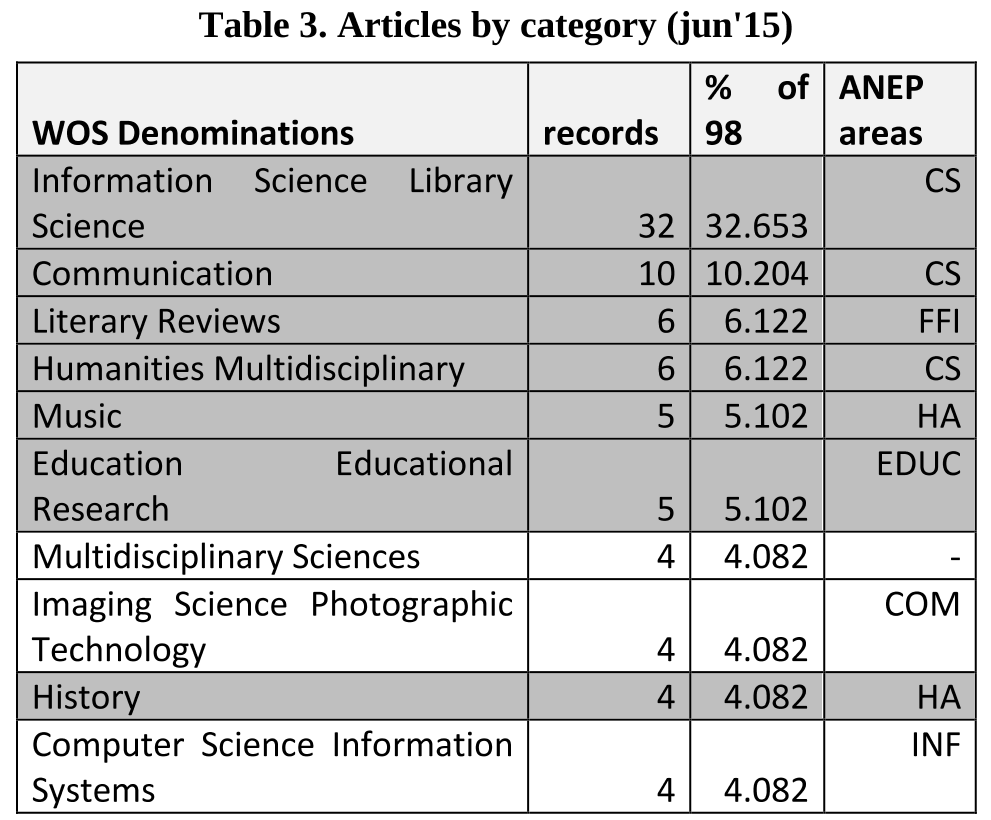 Table 3. Articles by category (jun'15)
% of ANEP
WOS Denominations records 98 areas
Information Science Library CS
Science 32 32.653
Communication 10 10.204 CS
Literary Reviews 6 6.122 FFI
Humanities Multidisciplinary 6 6.122 CS
Music 5 5.102 HA
Education Educational EDUC
Research 5 5.102
Multidisciplinary Sciences 4 4.082 -
Imaging Science Photographic COM
Technology 4 4.082
History 4 4.082 HA
Computer Science Information INF
Systems 4 4.082